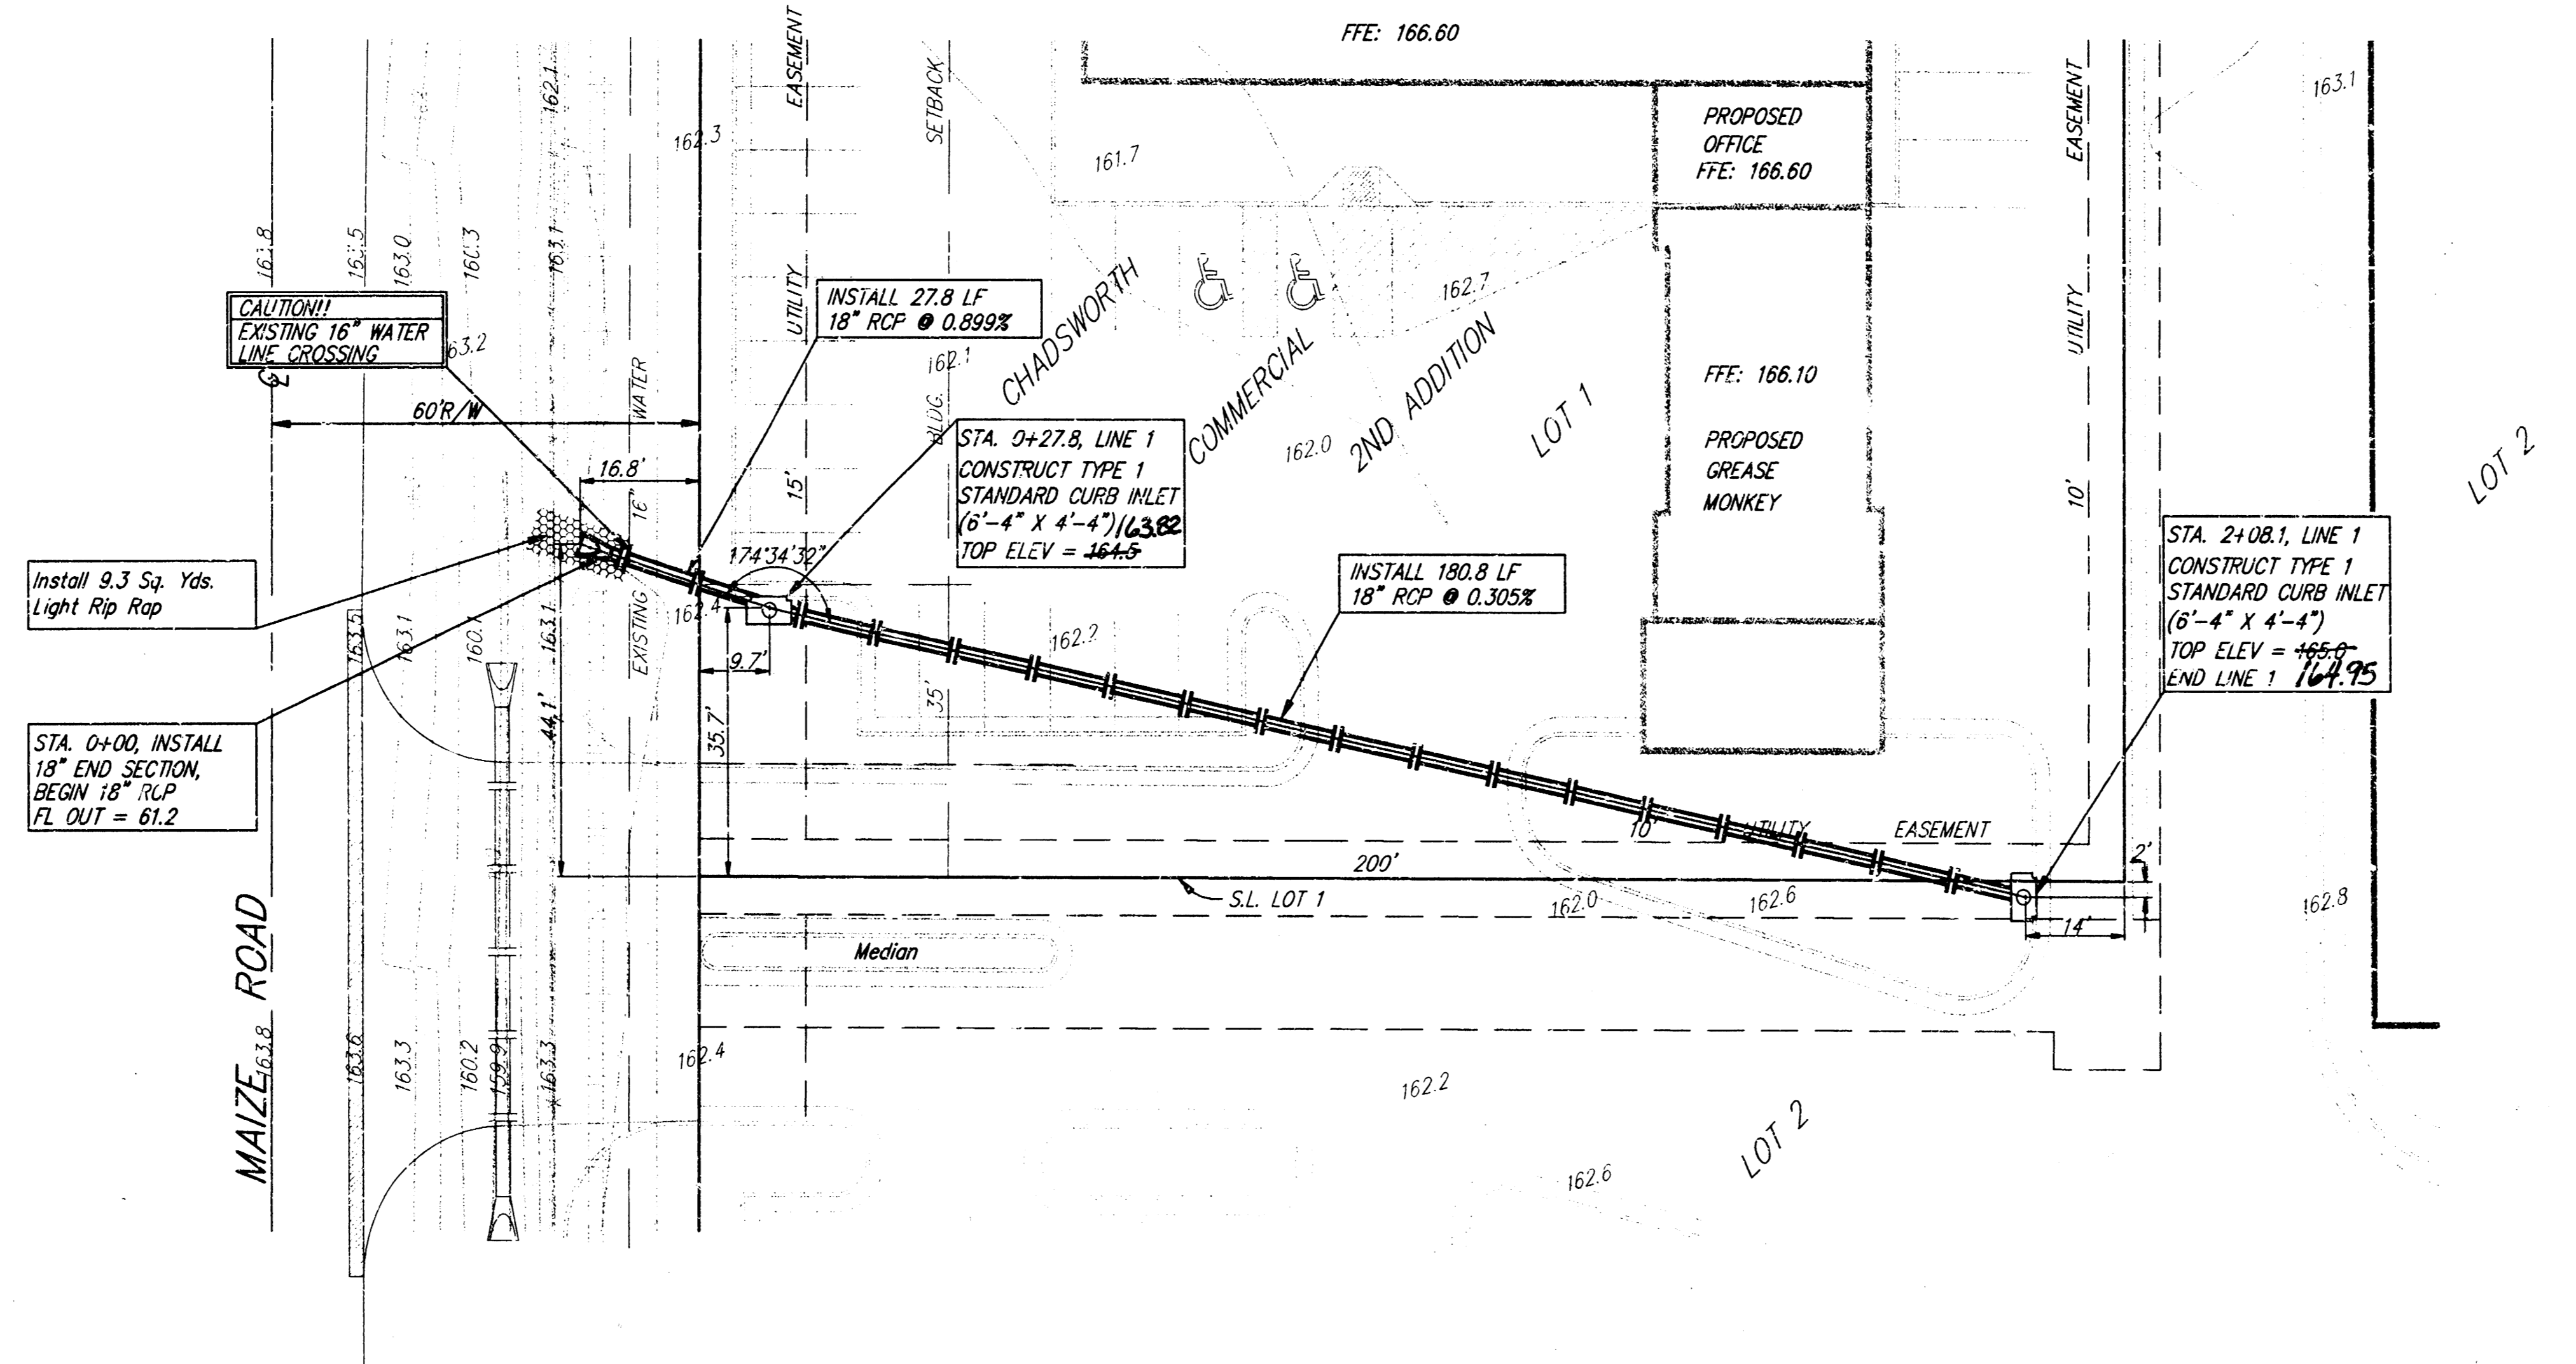 FFE: 166.60
EASEMENT
UTILITY
15'
SETBACK
BLDG.
35'
EASEMENT
UTILITY
10'
163.1
162.1
162.3
161.7
PROPOSED
OFFICE
FFE: 166.60
163.0
163.1
162.7
CAUTION!!
EXISTING 16" WATER
LINE CROSSING
63.2
INSTALL 27.8 LF
18" RCP @ 0.899%
162.1
CHADSWORTH
COMMERCIAL
2ND ADDITION
LOT 1
162.0
FFE: 166.10
PROPOSED
GREASE
MONKEY
LOT 2
60'R/W
16.8'
WATER
16"
EXISTING
STA. 0+27.8, LINE 1
CONSTRUCT TYPE 1
STANDARD CURB INLET
(6'-4" X 4'-4") 163.82
TOP ELEV = 164.5
174°34'32"
Install 9.3 Sq. Yds.
Light Rip Rap
INSTALL 180.8 LF
18" RCP @ 0.305%
STA. 2+08.1, LINE 1
CONSTRUCT TYPE 1
STANDARD CURB INLET
(6'-4" X 4'-4")
TOP ELEV = 165.0
END LINE 1 164.95
162.4
162.2
9.7'
35.7'
44.1'
163.5
163.1
163.1
STA. 0+00, INSTALL
18" END SECTION,
BEGIN 18" RCP
FL OUT = 61.2
10' UTILITY EASEMENT
200'
S.L. LOT 1
162.0
162.6
2'
14'
162.8
Median
MAIZE ROAD
163.8
163.6
163.3
160.2
159.9
163.3
162.4
162.2
LOT 2
162.6